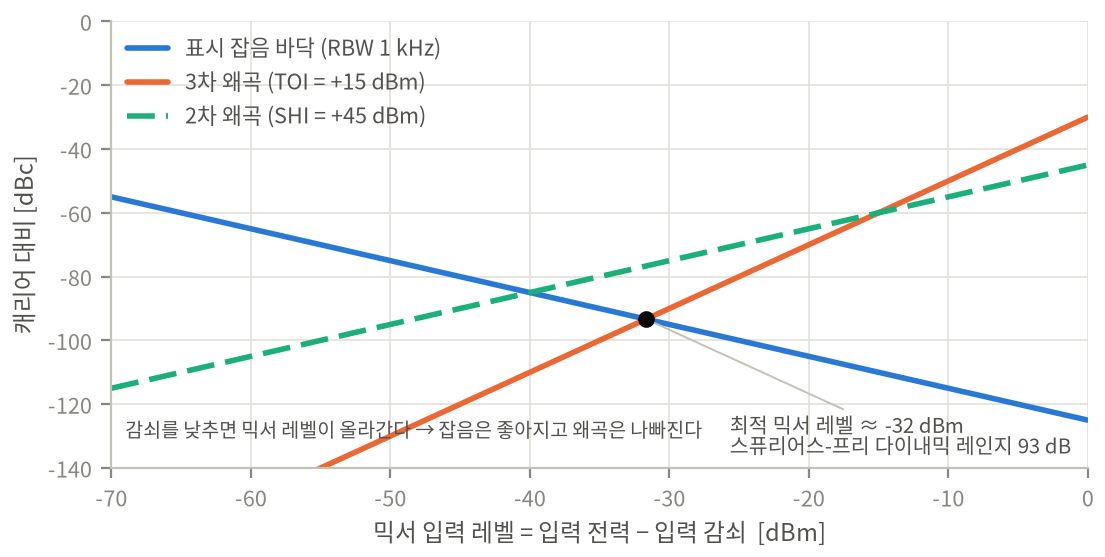 표시 잡음 바닥 (RBW 1 kHz)
3차 왜곡 (TOI = +15 dBm)
2차 왜곡 (SHI = +45 dBm)
캐리어 대비 [dBc]
0
-20
-40
-60
-80
-100
-120
-140
감쇠를 낮추면 믹서 레벨이 올라간다 → 잡음은 좋아지고 왜곡은 나빠진다
최적 믹서 레벨 ≈ -32 dBm
스퓨리어스-프리 다이내믹 레인지 93 dB
-70 -60 -50 -40 -30 -20 -10 0
믹서 입력 레벨 = 입력 전력 − 입력 감쇠 [dBm]